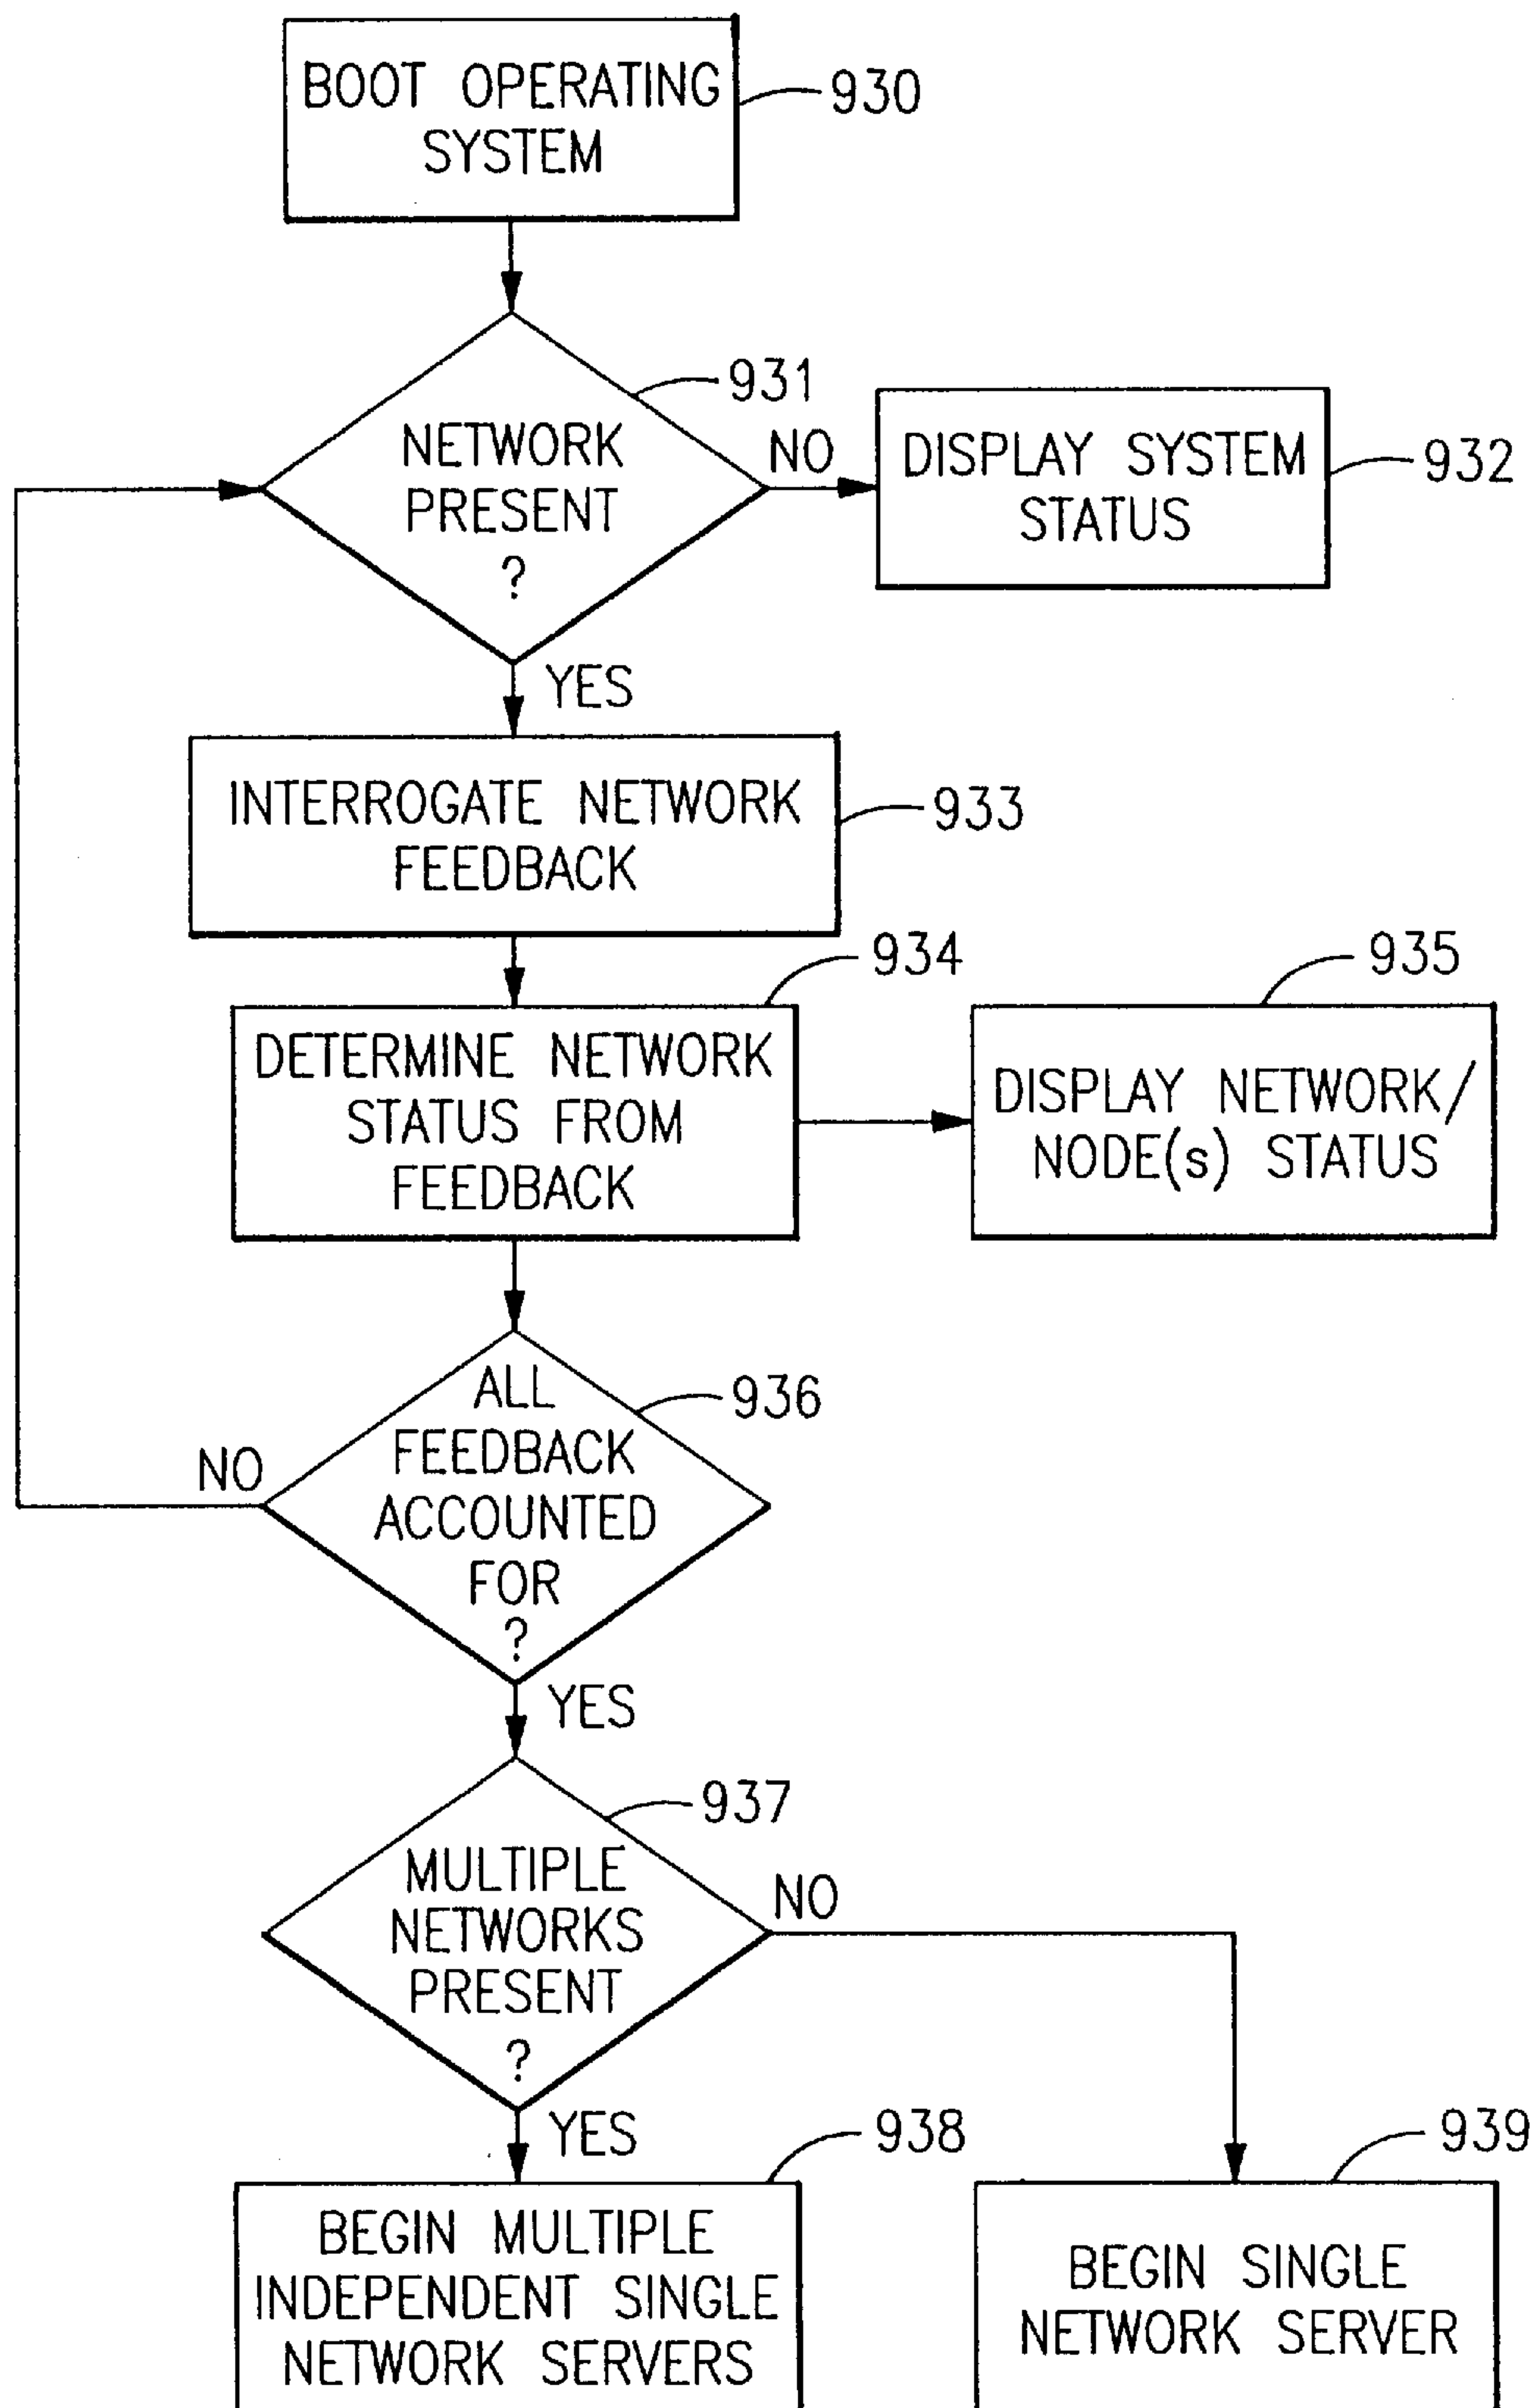 BOOT OPERATING
SYSTEM
930
931
NETWORK
PRESENT
?
NO
DISPLAY SYSTEM
STATUS
932
YES
INTERROGATE NETWORK
FEEDBACK
933
934
DETERMINE NETWORK
STATUS FROM
FEEDBACK
935
DISPLAY NETWORK/
NODE(s) STATUS
936
ALL
FEEDBACK
ACCOUNTED
FOR
?
NO
YES
937
MULTIPLE
NETWORKS
PRESENT
?
NO
YES
938
BEGIN MULTIPLE
INDEPENDENT SINGLE
NETWORK SERVERS
939
BEGIN SINGLE
NETWORK SERVER